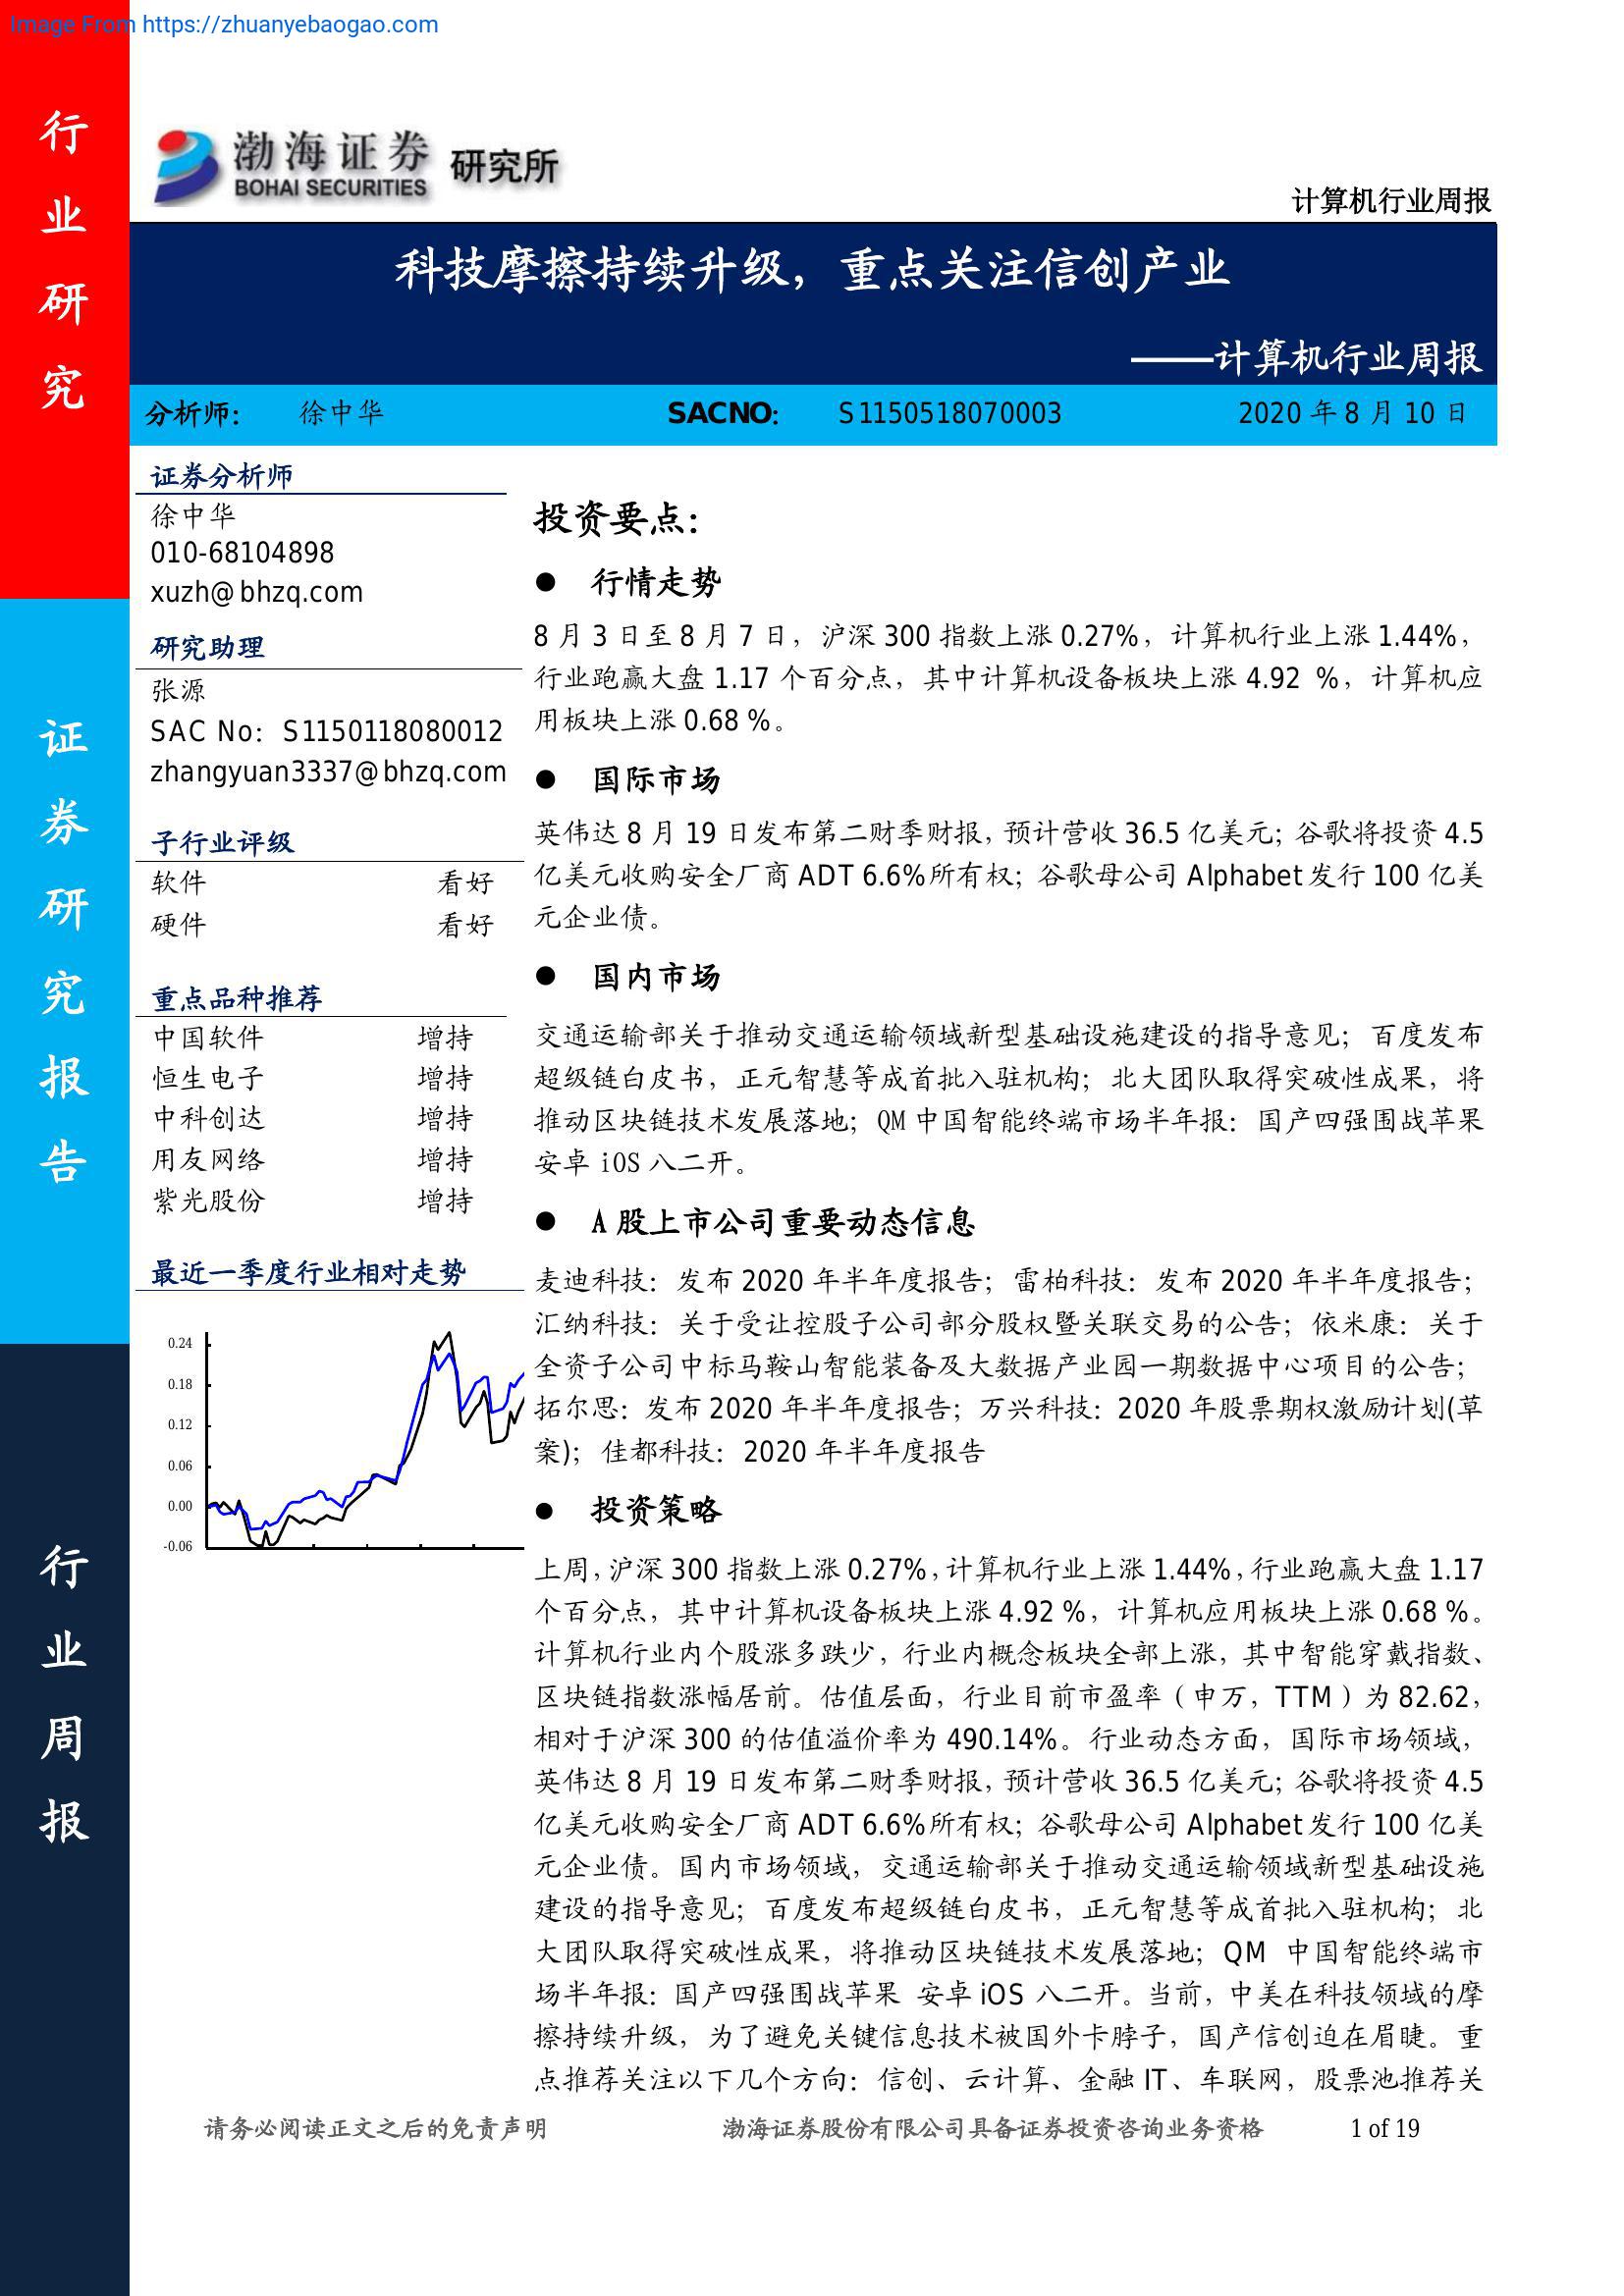 Image From https://zhuanyebaogao.com
行业研究
证券研究报告
行业周报
渤海证券 研究所
BOHAI SECURITIES
计算机行业周报
科技摩擦持续升级，重点关注信创产业
——计算机行业周报
分析师： 徐中华 SACNO： S1150518070003 2020 年 8 月 10 日
证券分析师
徐中华
010-68104898
xuzh@bhzq.com
研究助理
张源
SAC No：S1150118080012
zhangyuan3337@bhzq.com
子行业评级
软件 看好
硬件 看好
重点品种推荐
中国软件 增持
恒生电子 增持
中科创达 增持
用友网络 增持
紫光股份 增持
最近一季度行业相对走势
0.24
0.18
0.12
0.06
0.00
-0.06
投资要点：
● 行情走势
8 月 3 日至 8 月 7 日，沪深 300 指数上涨 0.27%，计算机行业上涨 1.44%，
行业跑赢大盘 1.17 个百分点，其中计算机设备板块上涨 4.92 %，计算机应
用板块上涨 0.68 %。
● 国际市场
英伟达 8 月 19 日发布第二财季财报，预计营收 36.5 亿美元；谷歌将投资 4.5
亿美元收购安全厂商 ADT 6.6%所有权；谷歌母公司 Alphabet 发行 100 亿美
元企业债。
● 国内市场
交通运输部关于推动交通运输领域新型基础设施建设的指导意见；百度发布
超级链白皮书，正元智慧等成首批入驻机构；北大团队取得突破性成果，将
推动区块链技术发展落地；QM 中国智能终端市场半年报：国产四强围战苹果
安卓 iOS 八二开。
● A 股上市公司重要动态信息
麦迪科技：发布 2020 年半年度报告；雷柏科技：发布 2020 年半年度报告；
汇纳科技：关于受让控股子公司部分股权暨关联交易的公告；依米康：关于
全资子公司中标马鞍山智能装备及大数据产业园一期数据中心项目的公告；
拓尔思：发布 2020 年半年度报告；万兴科技：2020 年股票期权激励计划(草
案)；佳都科技：2020 年半年度报告
● 投资策略
上周，沪深 300 指数上涨 0.27%，计算机行业上涨 1.44%，行业跑赢大盘 1.17
个百分点，其中计算机设备板块上涨 4.92 %，计算机应用板块上涨 0.68 %。
计算机行业内个股涨多跌少，行业内概念板块全部上涨，其中智能穿戴指数、
区块链指数涨幅居前。估值层面，行业目前市盈率（申万，TTM）为 82.62，
相对于沪深 300 的估值溢价率为 490.14%。行业动态方面，国际市场领域，
英伟达 8 月 19 日发布第二财季财报，预计营收 36.5 亿美元；谷歌将投资 4.5
亿美元收购安全厂商 ADT 6.6%所有权；谷歌母公司 Alphabet 发行 100 亿美
元企业债。国内市场领域，交通运输部关于推动交通运输领域新型基础设施
建设的指导意见；百度发布超级链白皮书，正元智慧等成首批入驻机构；北
大团队取得突破性成果，将推动区块链技术发展落地；QM 中国智能终端市
场半年报：国产四强围战苹果 安卓 iOS 八二开。当前，中美在科技领域的摩
擦持续升级，为了避免关键信息技术被国外卡脖子，国产信创迫在眉睫。重
点推荐关注以下几个方向：信创、云计算、金融 IT、车联网，股票池推荐关
请务必阅读正文之后的免责声明 渤海证券股份有限公司具备证券投资咨询业务资格 1 of 19